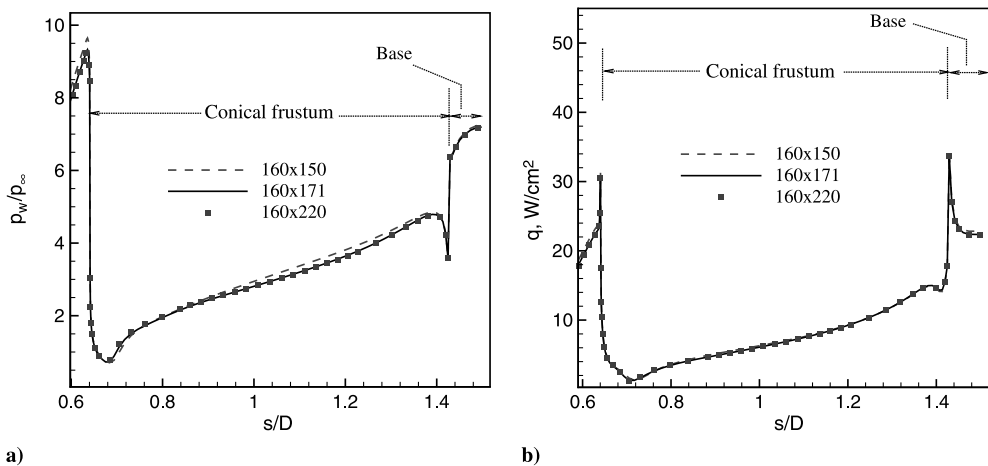 10
8
6
4
2
0.6
0.8
1
1.2
1.4
s/D
p_w/p_∞
Base
Conical frustum
160x150
160x171
160x220
a)
50
40
30
20
10
0.6
0.8
1
1.2
1.4
s/D
q, W/cm²
Base
Conical frustum
160x150
160x171
160x220
b)